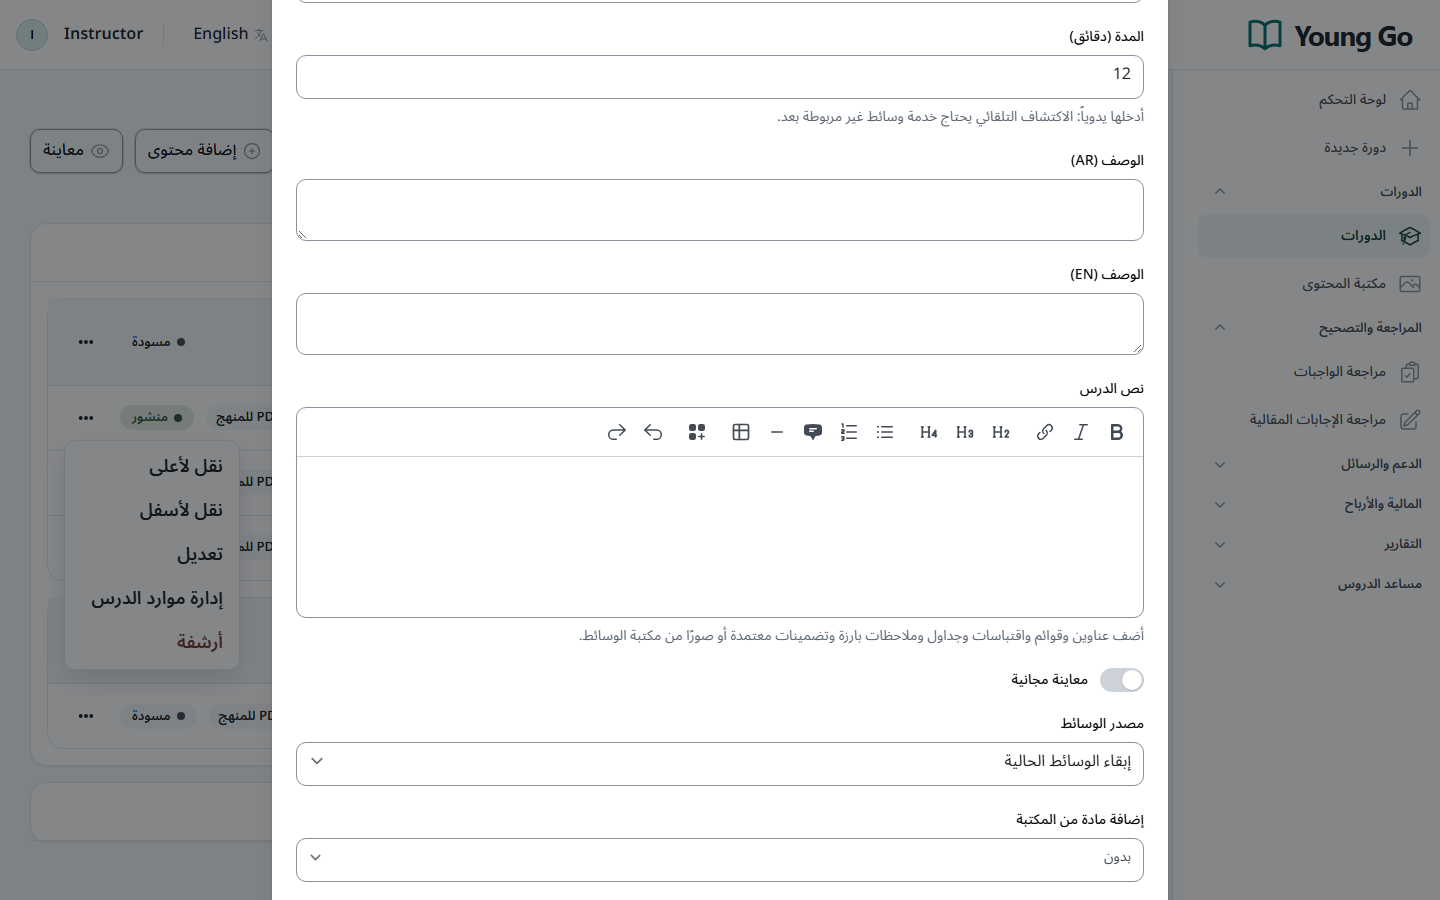 Young Go
English
Instructor
I
لوحة التحكم
دورة جديدة
الدورات
الدورات
مكتبة المحتوى
المراجعة والتصحيح
مراجعة الواجبات
مراجعة الإجابات المقالية
الدعم والرسائل
المالية والأرباح
التقارير
مساعد الدروس
إضافة محتوى
معاينة
مسودة
PD للمنهج
منشور
نقل لأعلى
نقل لأسفل
تعديل
إدارة موارد الدرس
أرشفة
PD للمنهج
مسودة
المدة (دقائق)
12
أدخلها يدوياً: الاكتشاف التلقائي يحتاج خدمة وسائط غير مربوطة بعد.
الوصف (AR)
الوصف (EN)
نص الدرس
B I H2 H3 H4
أضف عناوين وقوائم واقتباسات وجداول وملاحظات بارزة وتضمينات معتمدة أو صورًا من مكتبة الوسائط.
معاينة مجانية
مصدر الوسائط
إبقاء الوسائط الحالية
إضافة مادة من المكتبة
بدون